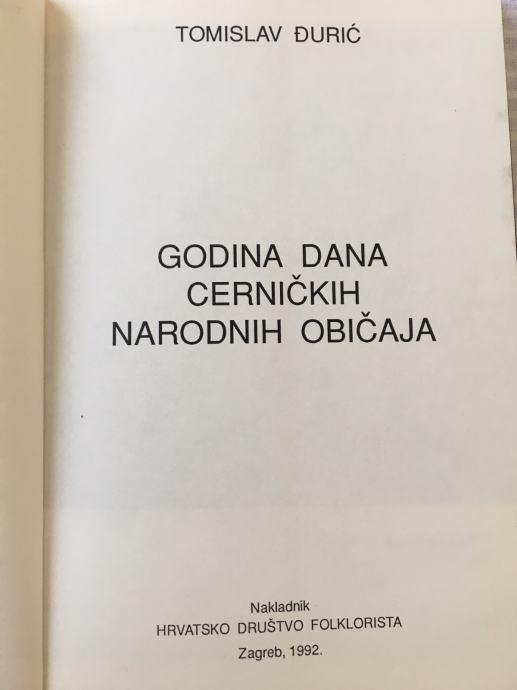 TOMISLAV ĐURIĆ
GODINA DANA
CERNIČKIH
NARODNIH OBIČAJA
Nakladnik
HRVATSKO DRUŠTVO FOLKLORISTA
Zagreb, 1992.